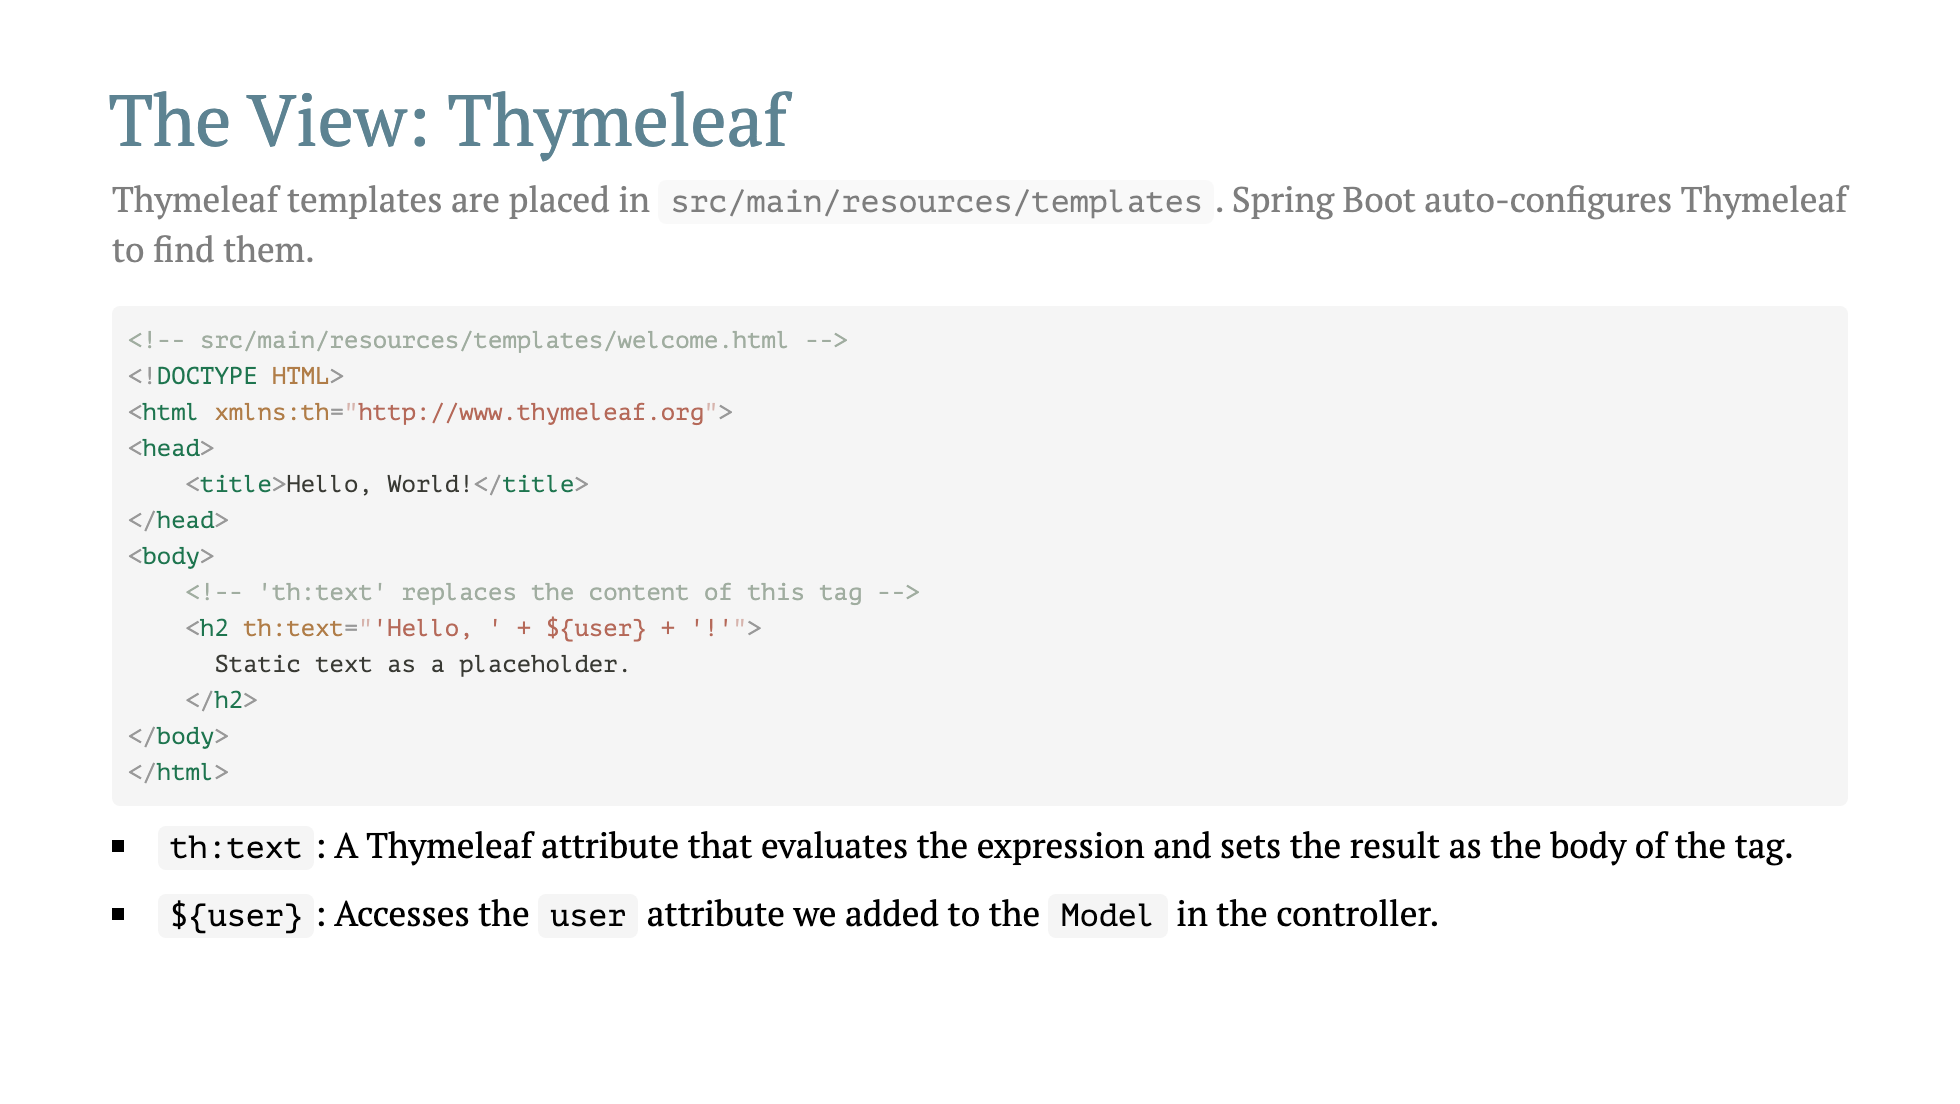 The View: Thymeleaf
Thymeleaf templates are placed in src/main/resources/templates. Spring Boot auto-configures Thymeleaf
to find them.
<!-- src/main/resources/templates/welcome.html -->
<!DOCTYPE HTML>
<html xmlns:th="http://www.thymeleaf.org">
<head>
    <title>Hello, World!</title>
</head>
<body>
    <!-- 'th:text' replaces the content of this tag -->
    <h2 th:text="'Hello, ' + ${user} + '!'">
      Static text as a placeholder.
    </h2>
</body>
</html>
▪ th:text: A Thymeleaf attribute that evaluates the expression and sets the result as the body of the tag.
▪ ${user}: Accesses the user attribute we added to the Model in the controller.